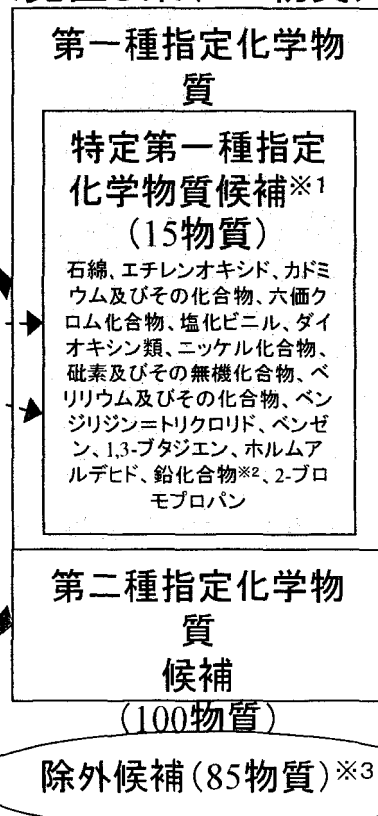 第一種指定化学物
質
特定第一種指定
化学物質候補※1
(15物質)
石綿、エチレンオキシド、カドミ
ウム及びその化合物、六価ク
ロム化合物、塩化ビニル、ダイ
オキシン類、ニッケル化合物、
砒素及びその無機化合物、ベ
リリウム及びその化合物、ベン
ジリジン=トリクロリド、ベンゼ
ン、1,3-ブタジエン、ホルムア
ルデヒド、鉛化合物※2、2-ブロ
モプロパン
第二種指定化学物
質
候補
(100物質)
除外候補(85物質)※3